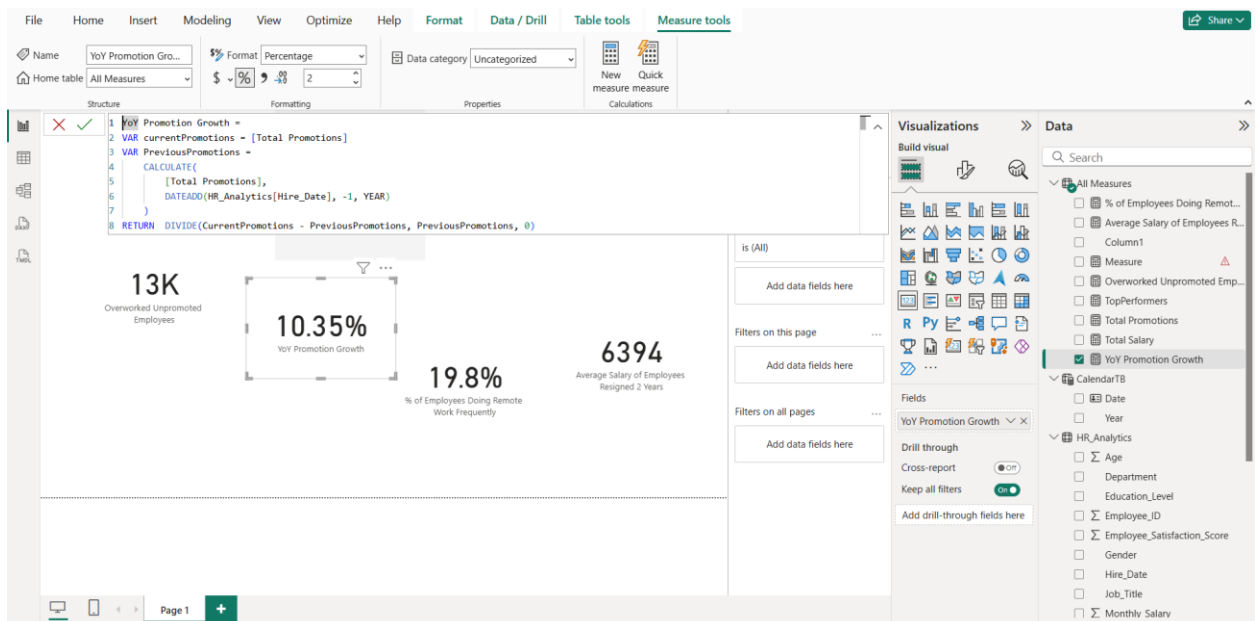 File Home Insert Modeling View Optimize Help Format Data / Drill Table tools Measure tools Share
Name YoY Promotion Gro...
Home table All Measures
Structure
$% Format Percentage
$ % 9 .00 2
Formatting
Data category Uncategorized
Properties
New measure
Quick measure
Calculations
1 YoY Promotion Growth =
2 VAR currentPromotions = [Total Promotions]
3 VAR PreviousPromotions =
4 CALCULATE(
5 [Total Promotions],
6 DATEADD(HR_Analytics[Hire_Date], -1, YEAR)
7 )
8 RETURN DIVIDE(CurrentPromotions - PreviousPromotions, PreviousPromotions, 0)
13K
Overworked Unpromoted
Employees
10.35%
YoY Promotion Growth
19.8%
% of Employees Doing Remote
Work Frequently
6394
Average Salary of Employees
Resigned 2 Years
is (All)
Add data fields here
Filters on this page ...
Add data fields here
Filters on all pages ...
Add data fields here
Visualizations
Build visual
123
R Py
...
Fields
YoY Promotion Growth
Drill through
Cross-report Off
Keep all filters On
Add drill-through fields here
Data
Search
All Measures
% of Employees Doing Remot...
Average Salary of Employees R...
Column1
Measure
Overworked Unpromoted Emp...
TopPerformers
Total Promotions
Total Salary
YoY Promotion Growth
CalendarTB
Date
Year
HR_Analytics
Age
Department
Education_Level
Employee_ID
Employee_Satisfaction_Score
Gender
Hire_Date
Job_Title
Monthly_Salary
Page 1